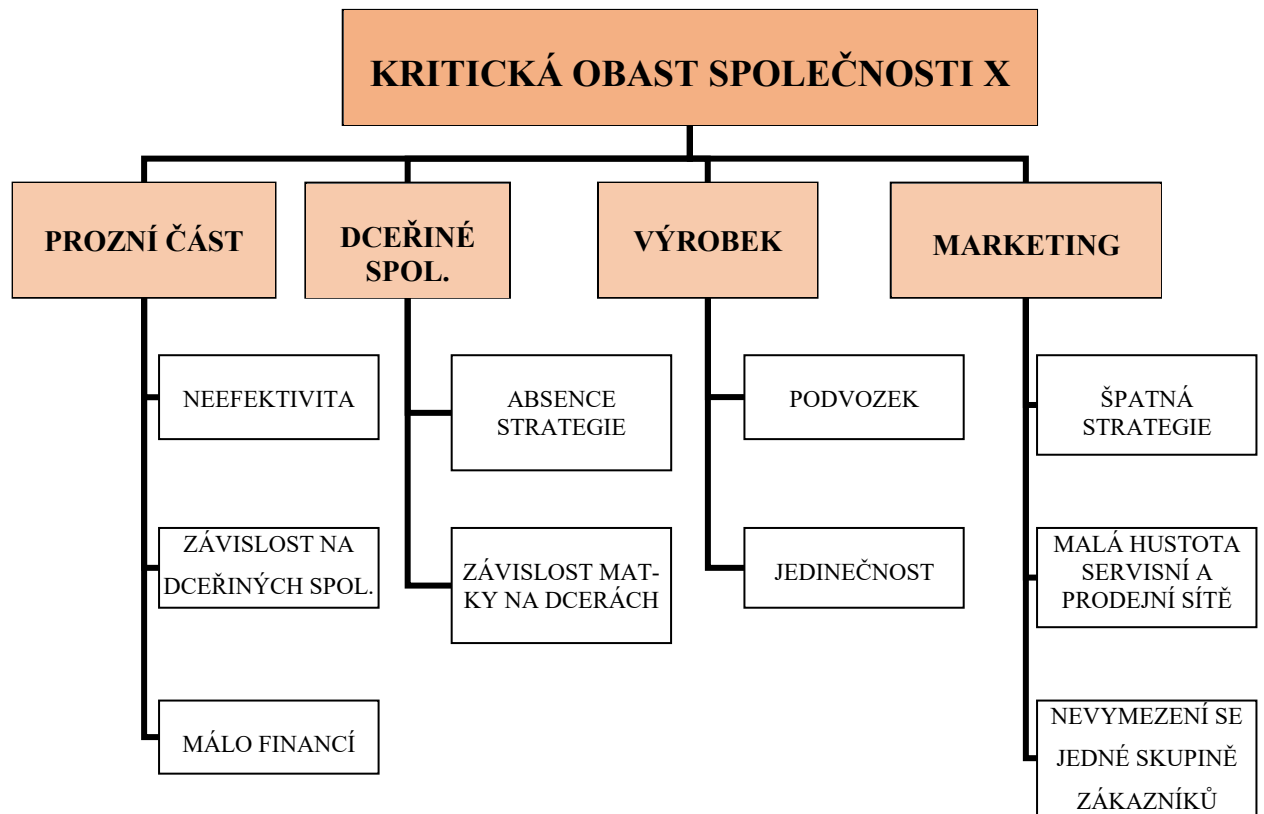 KRITICKÁ OBAST SPOLEČNOSTI X
PROZNÍ ČÁST
DCEŘINÉ
SPOL.
VÝROBEK
MARKETING
NEEFEKTIVITA
ABSENCE
STRATEGIE
PODVOZEK
ŠPATNÁ
STRATEGIE
ZÁVISLOST NA
DCEŘINÝCH SPOL.
ZÁVISLOST MAT-
KY NA DCERÁCH
JEDINEČNOST
MALÁ HUSTOTA
SERVISNÍ A
PRODEJNÍ SÍTĚ
MÁLO FINANCÍ
NEVYMEZENÍ SE
JEDNÉ SKUPINĚ
ZÁKAZNÍKŮ